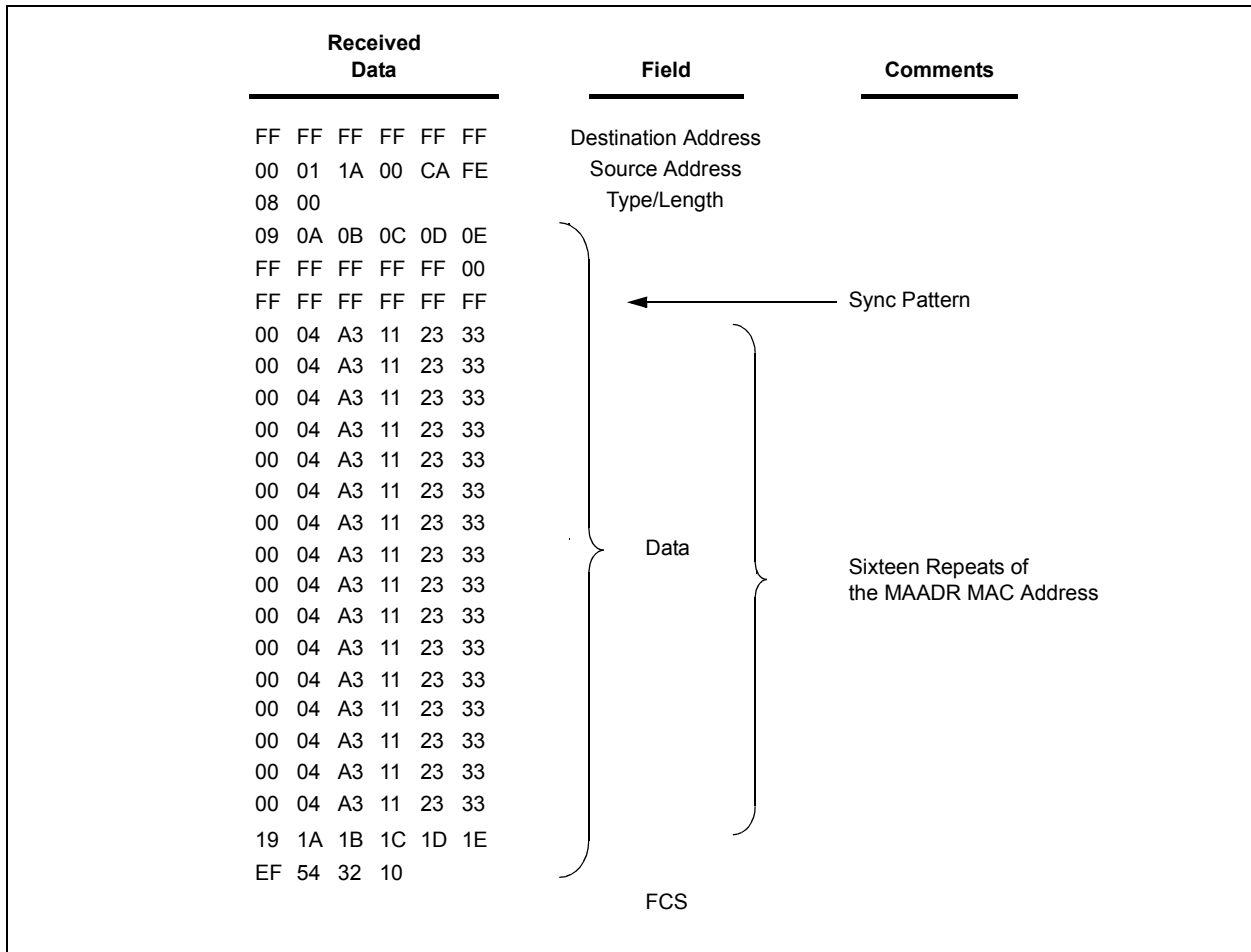 Received Data Field Comments
FF FF FF FF FF FF Destination Address
00 01 1A 00 CA FE Source Address
08 00 Type/Length
09 0A 0B 0C 0D 0E
FF FF FF FF FF 00
FF FF FF FF FF FF Sync Pattern
00 04 A3 11 23 33
00 04 A3 11 23 33
00 04 A3 11 23 33
00 04 A3 11 23 33
00 04 A3 11 23 33
00 04 A3 11 23 33
00 04 A3 11 23 33
00 04 A3 11 23 33 Data
00 04 A3 11 23 33 Sixteen Repeats of
the MAADR MAC Address
00 04 A3 11 23 33
00 04 A3 11 23 33
00 04 A3 11 23 33
00 04 A3 11 23 33
00 04 A3 11 23 33
00 04 A3 11 23 33
00 04 A3 11 23 33
19 1A 1B 1C 1D 1E
EF 54 32 10
FCS